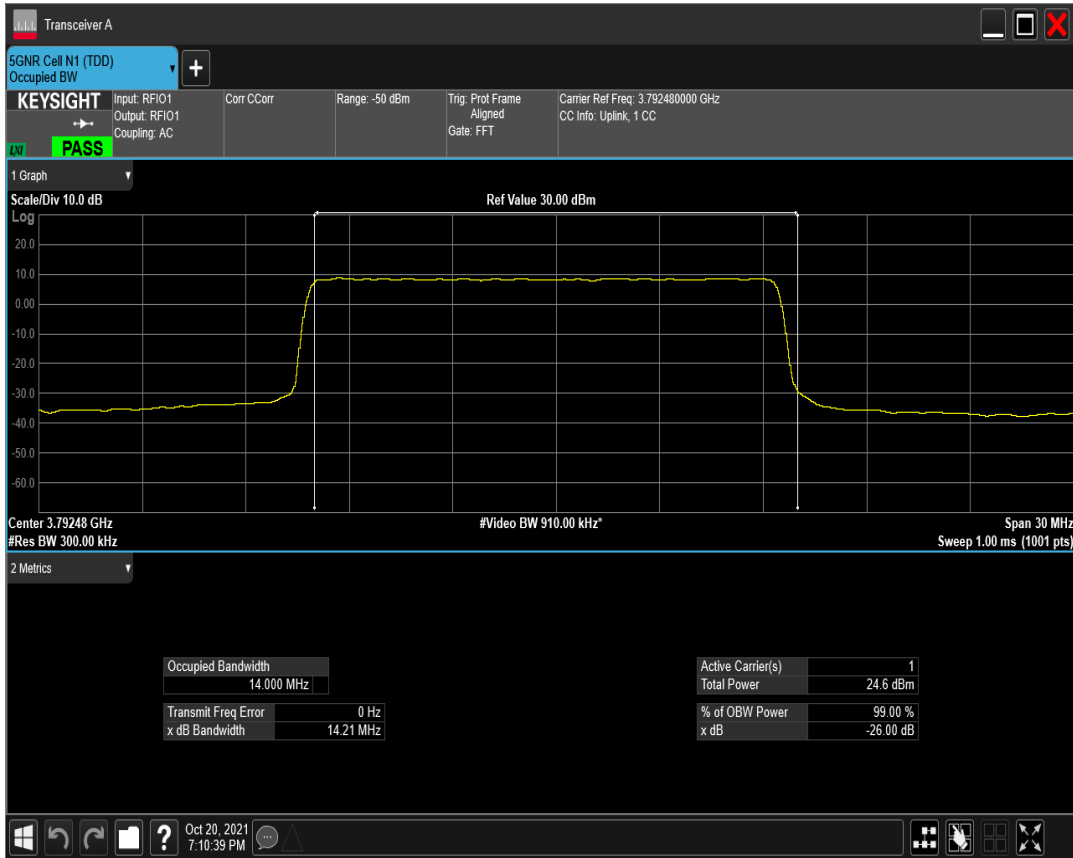 Transceiver A
5GNR Cell N1 (TDD)
Occupied BW
KEYSIGHT
LXI
PASS
Input: RFIO1
Output: RFIO1
Coupling: AC
Corr CCorr
Range: -50 dBm
Trig: Prot Frame
Aligned
Gate: FFT
Carrier Ref Freq: 3.792480000 GHz
CC Info: Uplink, 1 CC
1 Graph
Scale/Div 10.0 dB
Ref Value 30.00 dBm
Log
20.0
10.0
0.00
-10.0
-20.0
-30.0
-40.0
-50.0
-60.0
Center 3.79248 GHz
#Video BW 910.00 kHz*
Span 30 MHz
#Res BW 300.00 kHz
Sweep 1.00 ms (1001 pts)
2 Metrics
Occupied Bandwidth
14.000 MHz
Transmit Freq Error 0 Hz
x dB Bandwidth 14.21 MHz
Active Carrier(s) 1
Total Power 24.6 dBm
% of OBW Power 99.00 %
x dB -26.00 dB
Oct 20, 2021
7:10:39 PM